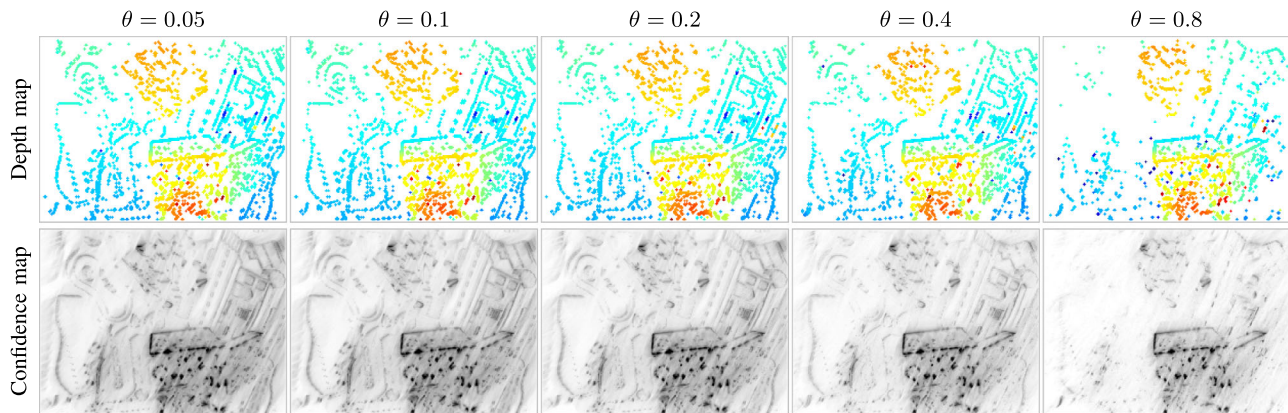 θ = 0.05 θ = 0.1 θ = 0.2 θ = 0.4 θ = 0.8
Depth map
Confidence map